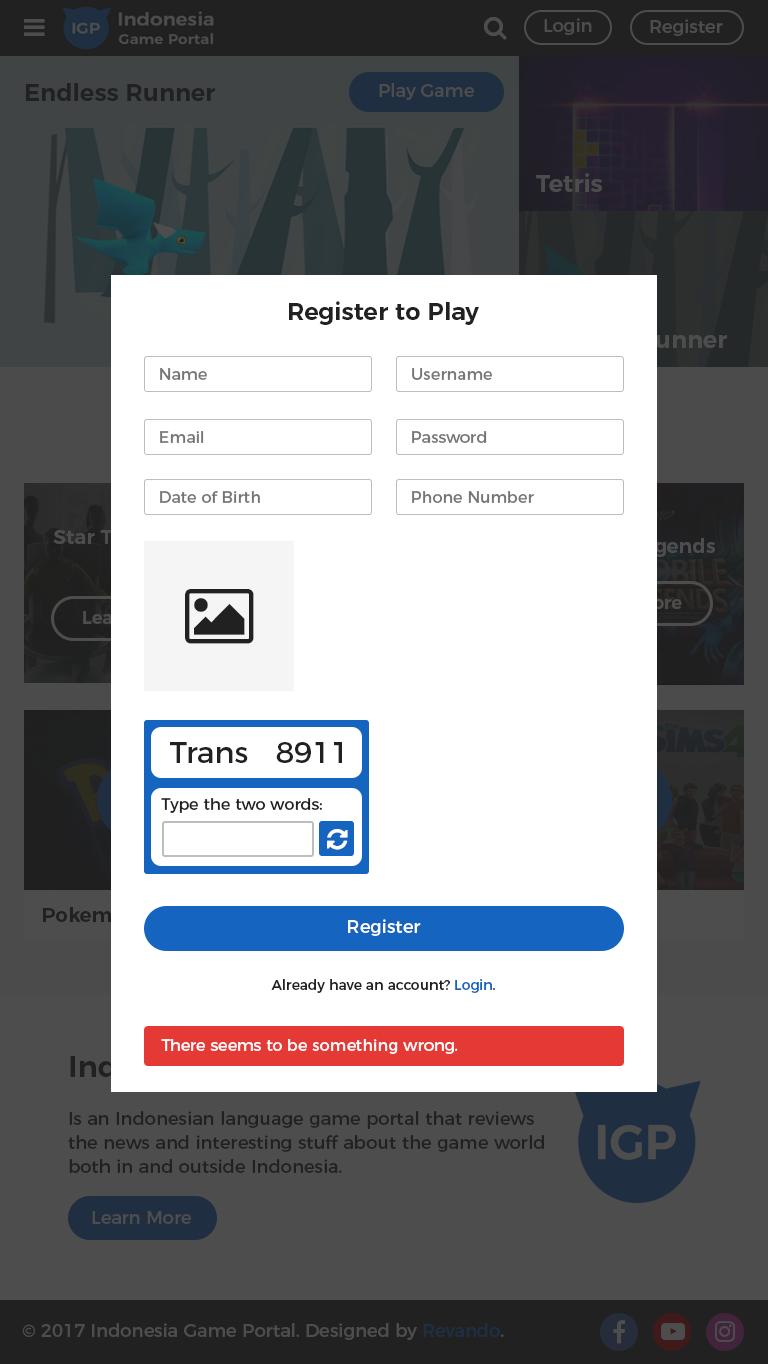 IGP
Indonesia
Game Portal
Login
Register
Endless Runner
Play Game
Tetris
unner
Register to Play
Name
Username
Email
Password
Date of Birth
Phone Number
Star T
gends
Lea
ore
Trans 8911
Type the two words:
SIMS 4
Pokem
Register
Already have an account? Login.
There seems to be something wrong.
Ind
Is an Indonesian language game portal that reviews
the news and interesting stuff about the game world
both in and outside Indonesia.
IGP
Learn More
© 2017 Indonesia Game Portal. Designed by Revando.